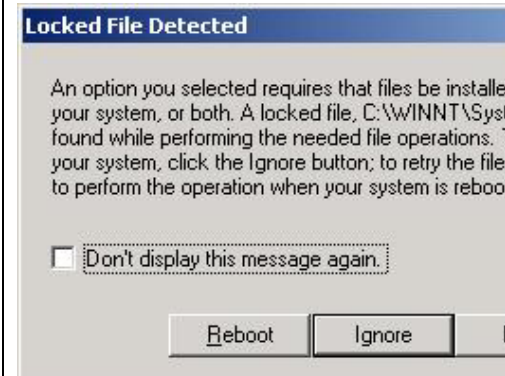 Locked File Detected
An option you selected requires that files be installe
your system, or both. A locked file, C:\WINNT\Syst
found while performing the needed file operations.
your system, click the Ignore button; to retry the file
to perform the operation when your system is reboo
Don't display this message again.
Reboot
Ignore